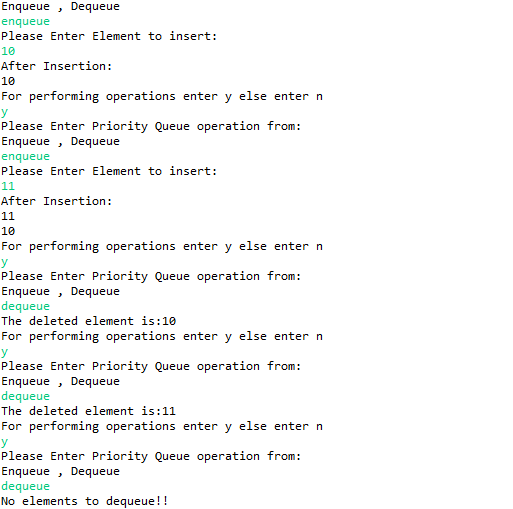 Enqueue , Dequeue
enqueue
Please Enter Element to insert:
10
After Insertion:
10
For performing operations enter y else enter n
y
Please Enter Priority Queue operation from:
Enqueue , Dequeue
enqueue
Please Enter Element to insert:
11
After Insertion:
11
10
For performing operations enter y else enter n
y
Please Enter Priority Queue operation from:
Enqueue , Dequeue
dequeue
The deleted element is:10
For performing operations enter y else enter n
y
Please Enter Priority Queue operation from:
Enqueue , Dequeue
dequeue
The deleted element is:11
For performing operations enter y else enter n
y
Please Enter Priority Queue operation from:
Enqueue , Dequeue
dequeue
No elements to dequeue!!